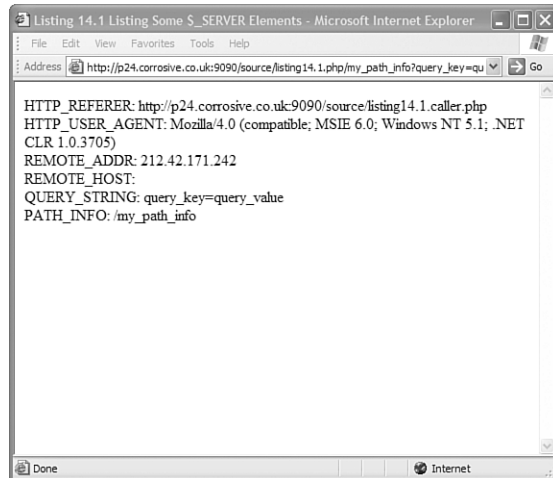 Listing 14.1 Listing Some $_SERVER Elements - Microsoft Internet Explorer
File Edit View Favorites Tools Help
Address http://p24.corrosive.co.uk:9090/source/listing14.1.php/my_path_info?query_key=qu Go
HTTP_REFERER: http://p24.corrosive.co.uk:9090/source/listing14.1.caller.php
HTTP_USER_AGENT: Mozilla/4.0 (compatible; MSIE 6.0; Windows NT 5.1; .NET
CLR 1.0.3705)
REMOTE_ADDR: 212.42.171.242
REMOTE_HOST:
QUERY_STRING: query_key=query_value
PATH_INFO: /my_path_info
Done Internet